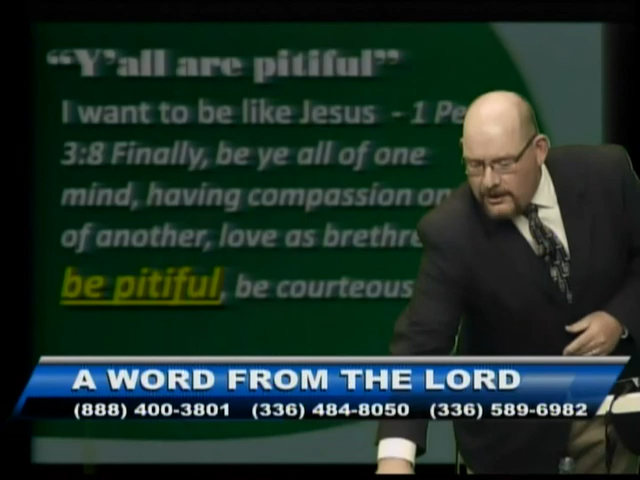 “Y’all are pitiful”
I want to be like Jesus - 1 Pe
3:8 Finally, be ye all of one
mind, having compassion on
of another, love as brethre
be pitiful, be courteous
A WORD FROM THE LORD
(888) 400-3801 (336) 484-8050 (336) 589-6982